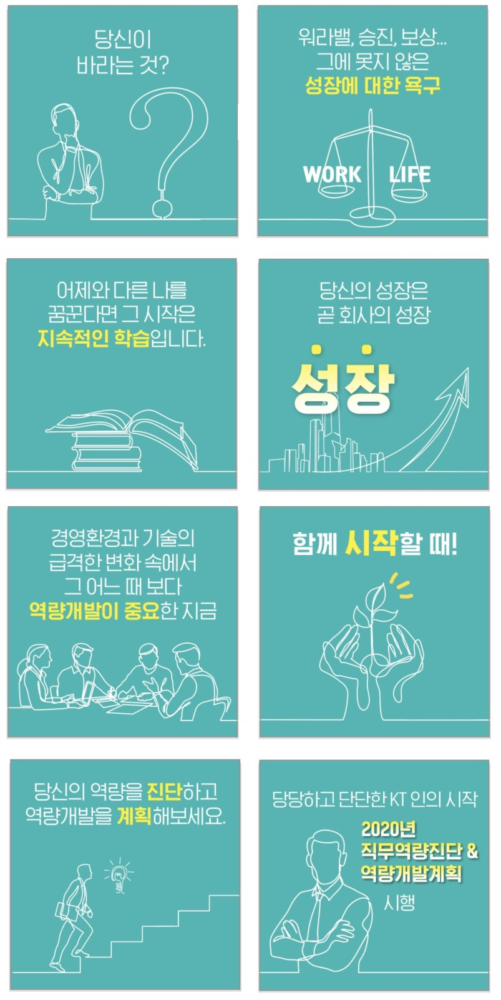 당신이
바라는 것?
워라밸, 승진, 보상...
그에 못지 않은
성장에 대한 욕구
WORK LIFE
어제와 다른 나를
꿈꾼다면 그 시작은
지속적인 학습입니다.
당신의 성장은
곧 회사의 성장
성장
경영환경과 기술의
급격한 변화 속에서
그 어느 때 보다
역량개발이 중요한 지금
함께 시작할 때!
당신의 역량을 진단하고
역량개발을 계획해보세요.
당당하고 단단한 KT 인의 시작
2020년
직무역량진단 &
역량개발계획
시행